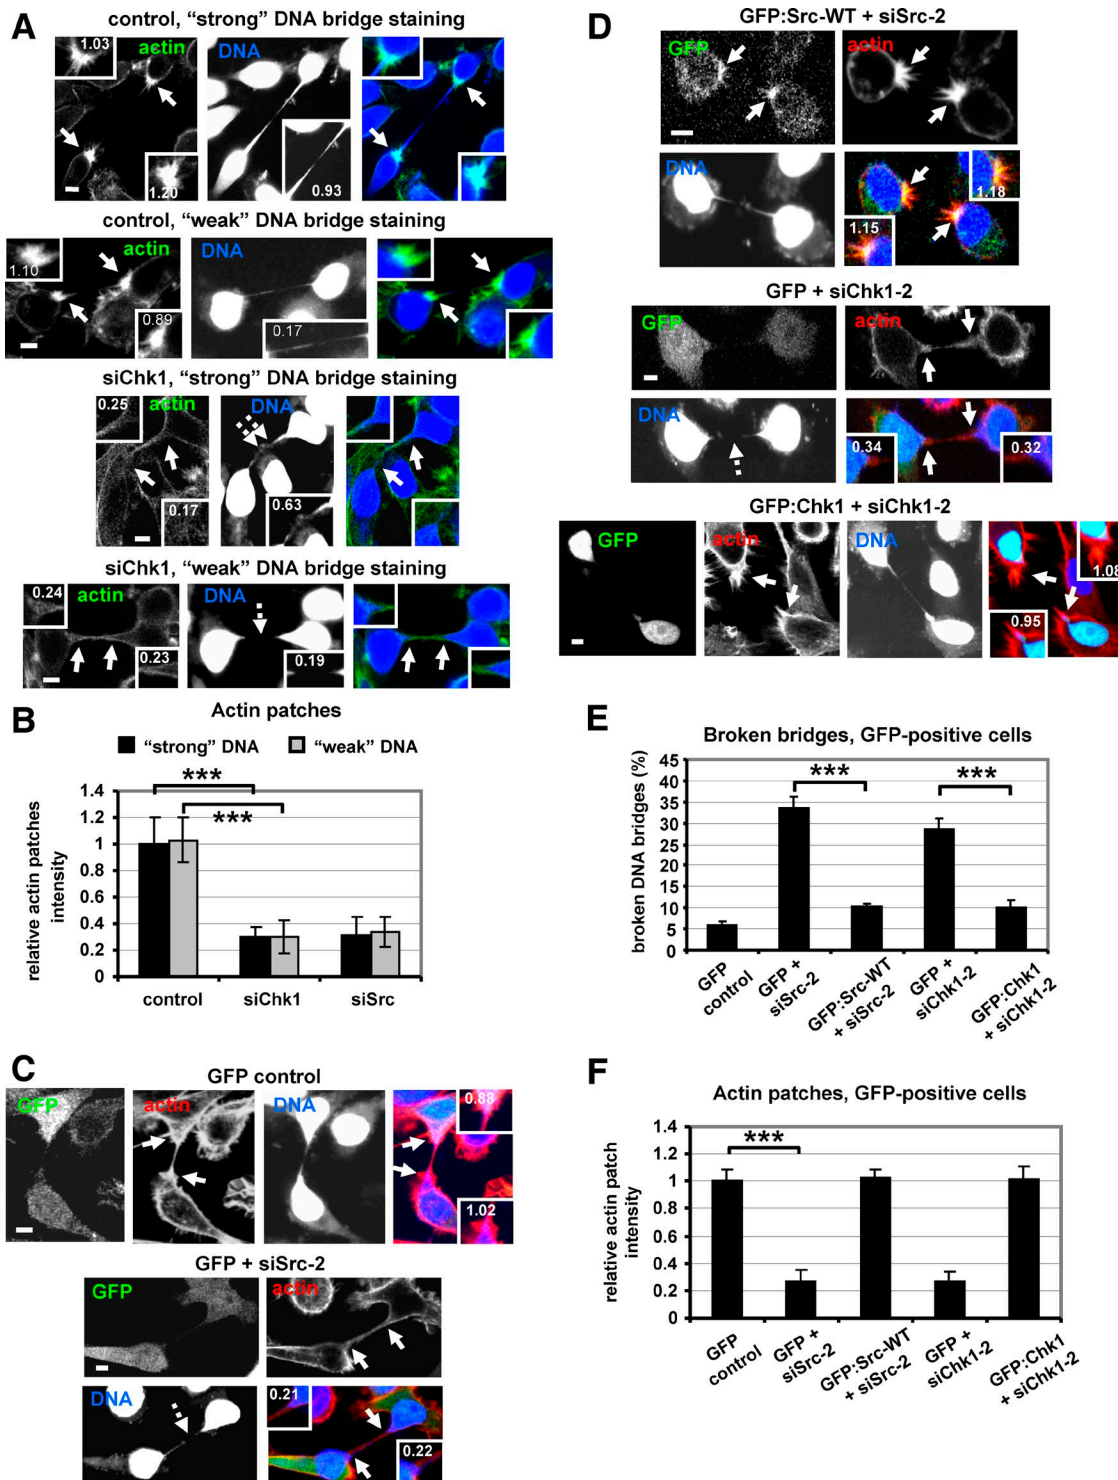 A
control, “strong” DNA bridge staining
1.03
actin
DNA
1.20
0.93
control, “weak” DNA bridge staining
actin
DNA
1.10
0.89
0.17
siChk1, “strong” DNA bridge staining
0.25
actin
DNA
0.17
0.63
siChk1, “weak” DNA bridge staining
0.24
actin
DNA
0.23
0.19
B
Actin patches
“strong” DNA
“weak” DNA
***
***
relative actin patches
intensity
1.4
1.2
1
0.8
0.6
0.4
0.2
0
control
siChk1
siSrc
C
GFP control
GFP
actin
DNA
0.88
1.02
GFP + siSrc-2
GFP
actin
DNA
0.21
0.22
D
GFP:Src-WT + siSrc-2
GFP
actin
DNA
1.18
1.15
GFP + siChk1-2
GFP
actin
DNA
0.34
0.32
GFP:Chk1 + siChk1-2
GFP
actin
DNA
1.08
0.95
E
Broken bridges, GFP-positive cells
broken DNA bridges (%)
45
40
35
30
25
20
15
10
5
0
***
***
GFP
control
GFP +
siSrc-2
GFP:Src-WT
+ siSrc-2
GFP +
siChk1-2
GFP:Chk1
+ siChk1-2
F
Actin patches, GFP-positive cells
relative actin patch
intensity
1.4
1.2
1
0.8
0.6
0.4
0.2
0
***
GFP
control
GFP +
siSrc-2
GFP:Src-WT
+ siSrc-2
GFP +
siChk1-2
GFP:Chk1
+ siChk1-2